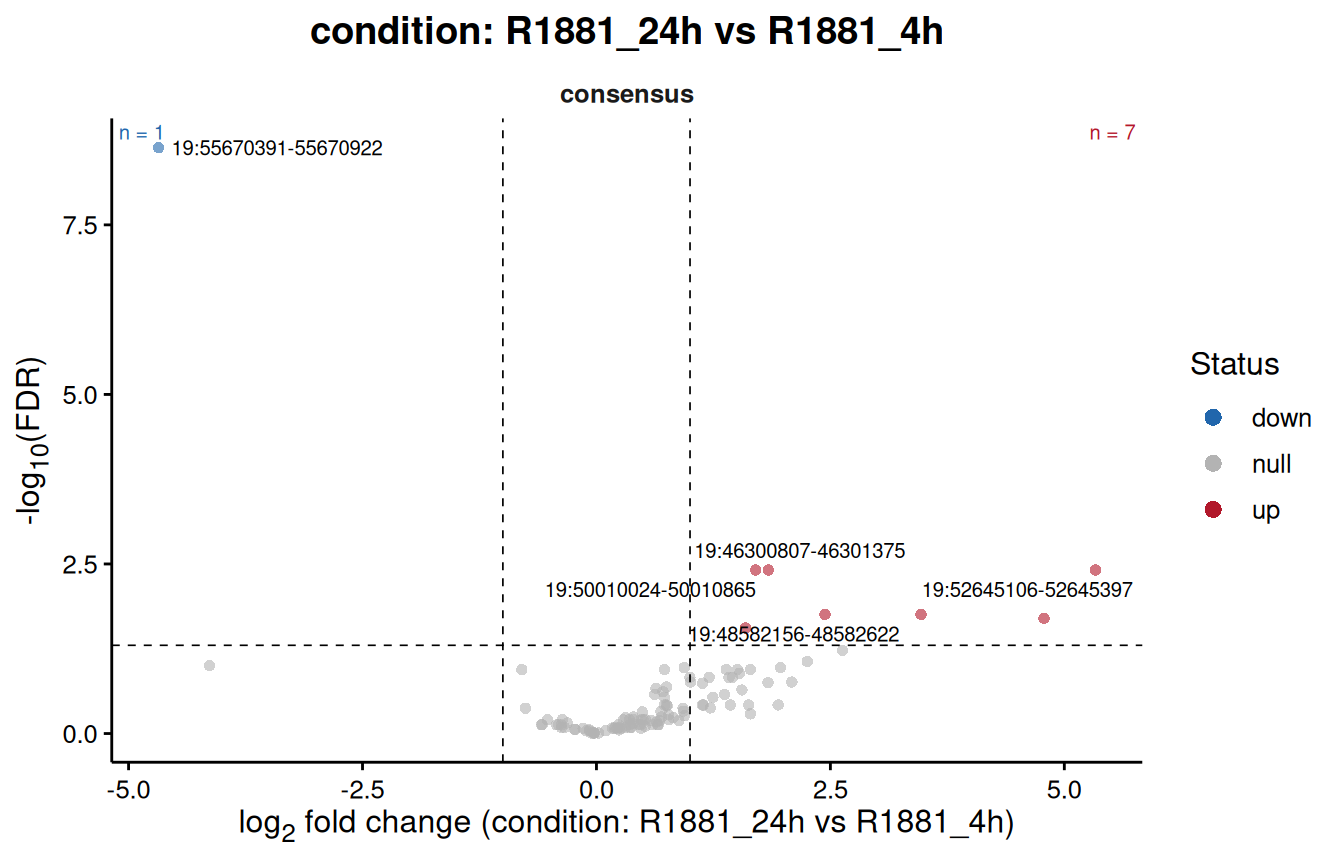 condition: R1881_24h vs R1881_4h
consensus
n = 1
n = 7
19:55670391-55670922
7.5
5.0
2.5
0.0
-log10(FDR)
19:46300807-46301375
19:50010024-50010865
19:52645106-52645397
19:48582156-48582622
-5.0
-2.5
0.0
2.5
5.0
log2 fold change (condition: R1881_24h vs R1881_4h)
Status
down
null
up